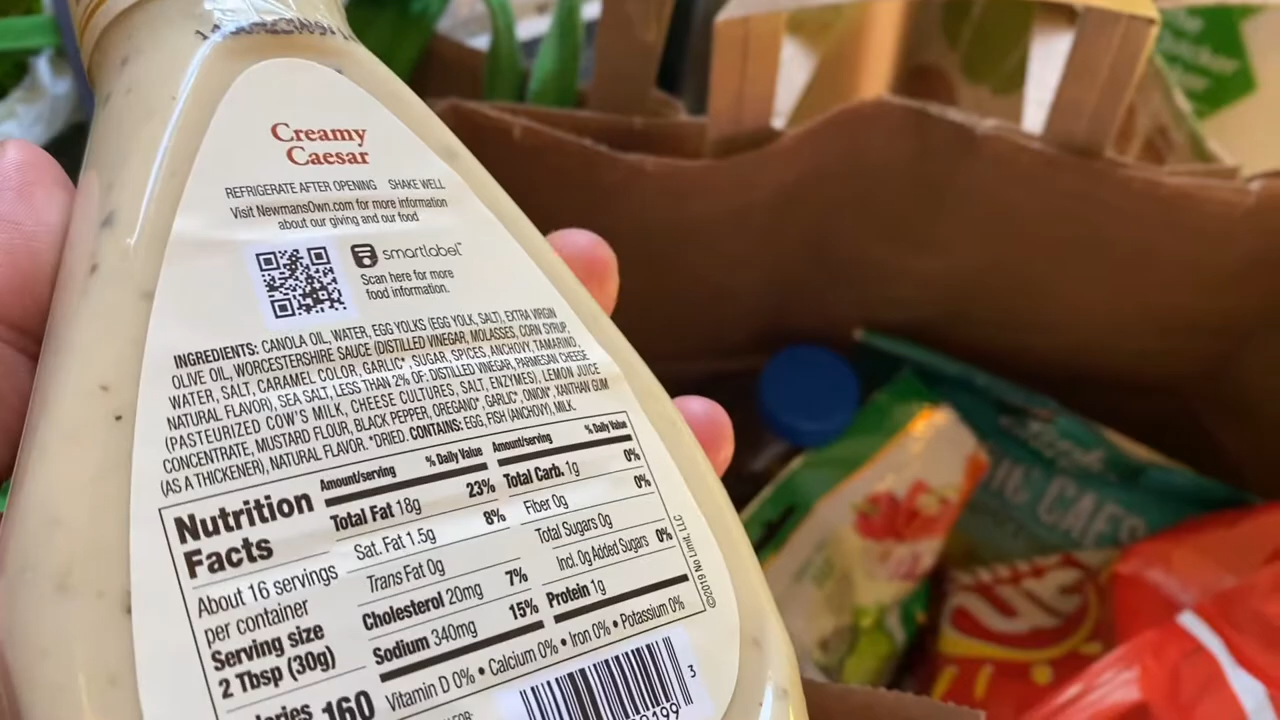 Creamy
Caesar
REFRIGERATE AFTER OPENING SHAKE WELL
Visit NewmansOwn.com for more information
about our giving and our food
smartlabel™
Scan here for more
food information.
INGREDIENTS: CANOLA OIL, WATER, EGG YOLKS (EGG YOLK, SALT), EXTRA VIRGIN
OLIVE OIL, WORCESTERSHIRE SAUCE (DISTILLED VINEGAR, MOLASSES, CORN SYRUP,
WATER, SALT, CARAMEL COLOR, GARLIC*, SUGAR, SPICES, ANCHOVY, TAMARIND,
NATURAL FLAVOR), SEA SALT, LESS THAN 2% OF: DISTILLED VINEGAR, PARMESAN CHEESE
(PASTEURIZED COW'S MILK, CHEESE CULTURES, SALT, ENZYMES), LEMON JUICE
CONCENTRATE, MUSTARD FLOUR, BLACK PEPPER, OREGANO*, GARLIC*, ONION*, XANTHAN GUM
(AS A THICKENER), NATURAL FLAVOR. *DRIED. CONTAINS: EGG, FISH (ANCHOVY), MILK.
Nutrition
Facts
About 16 servings
per container
Serving size
2 Tbsp (30g)
160
Amount/serving % Daily Value
Total Fat 18g 23%
Sat. Fat 1.5g 8%
Trans Fat 0g
Cholesterol 20mg 7%
Sodium 340mg 15%
Amount/serving % Daily Value
Total Carb. 1g 0%
Fiber 0g 0%
Total Sugars 0g
Incl. 0g Added Sugars 0%
Protein 1g
Vitamin D 0% • Calcium 0% • Iron 0% • Potassium 0%
©2019 No Limit, LLC
3